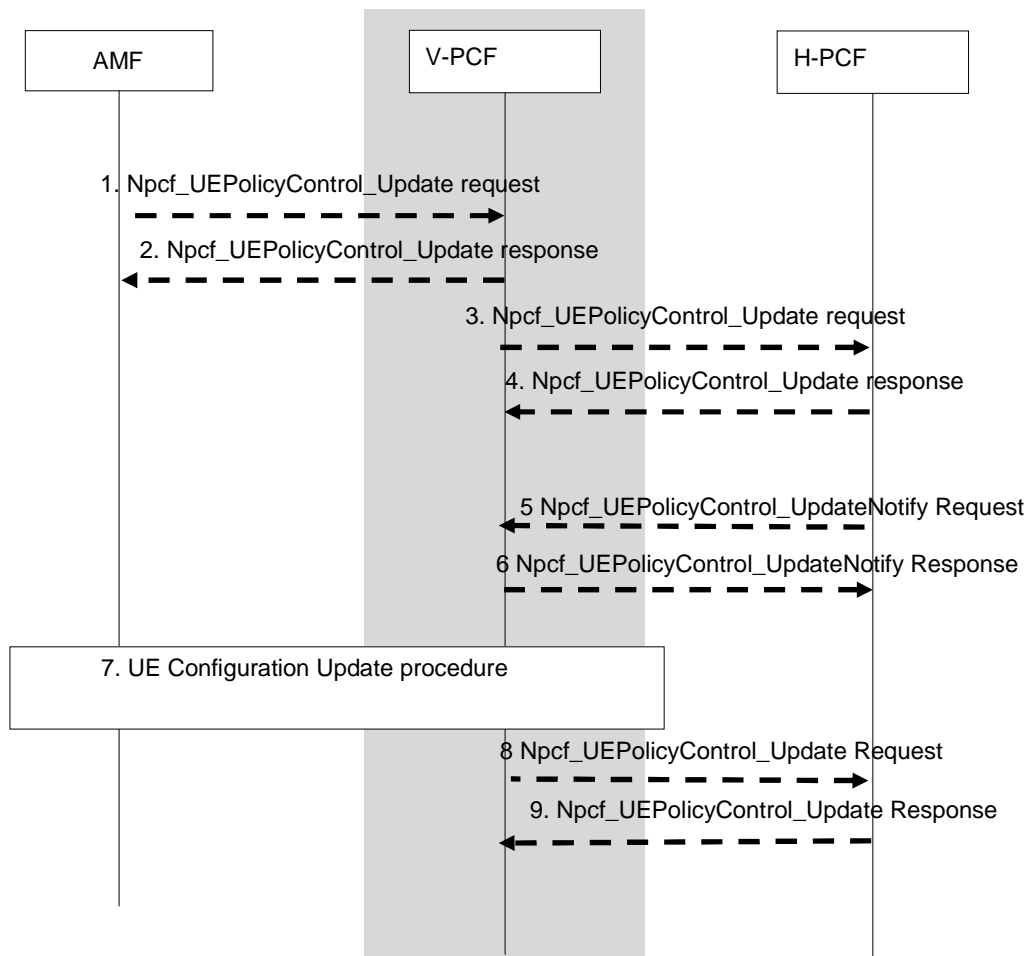 AMF
V-PCF
H-PCF
1. Npcf_UEPolicyControl_Update request
2. Npcf_UEPolicyControl_Update response
3. Npcf_UEPolicyControl_Update request
4. Npcf_UEPolicyControl_Update response
5 Npcf_UEPolicyControl_UpdateNotify Request
6 Npcf_UEPolicyControl_UpdateNotify Response
7. UE Configuration Update procedure
8 Npcf_UEPolicyControl_Update Request
9. Npcf_UEPolicyControl_Update Response